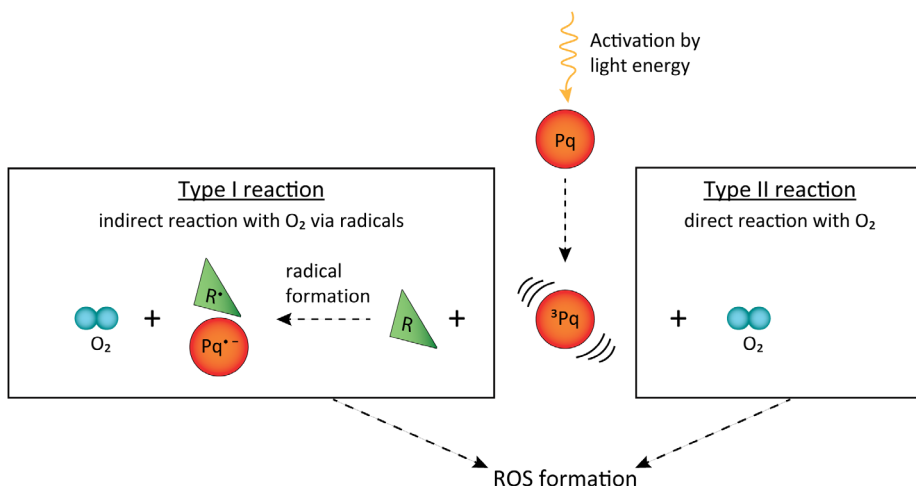 Activation by
light energy
Pq
Type I reaction
indirect reaction with O₂ via radicals
radical
formation
O₂
+
R•
Pq•−
R
+
³Pq
Type II reaction
direct reaction with O₂
+
O₂
ROS formation